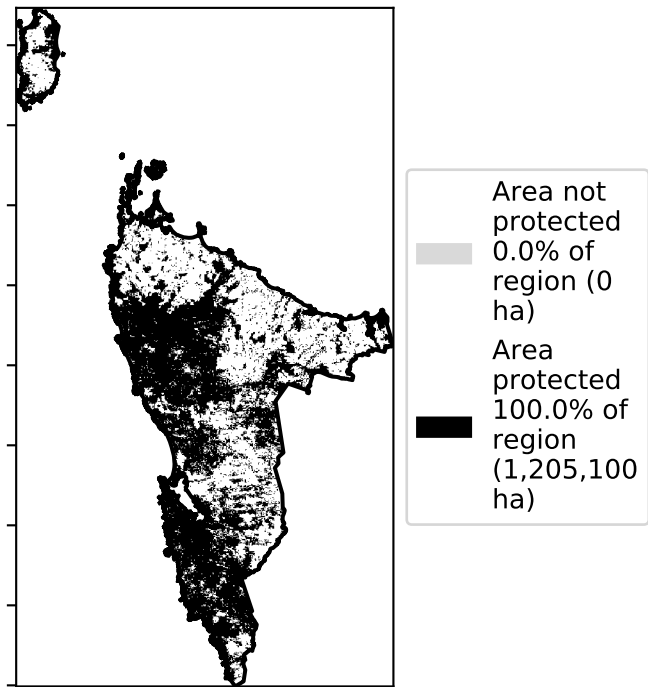 Area not
protected
0.0% of
region (0
ha)
Area
protected
100.0% of
region
(1,205,100
ha)